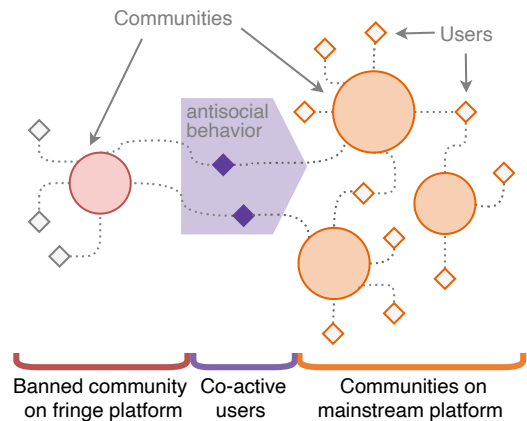 Communities
Users
antisocial
behavior
Banned community
on fringe platform
Co-active
users
Communities on
mainstream platform